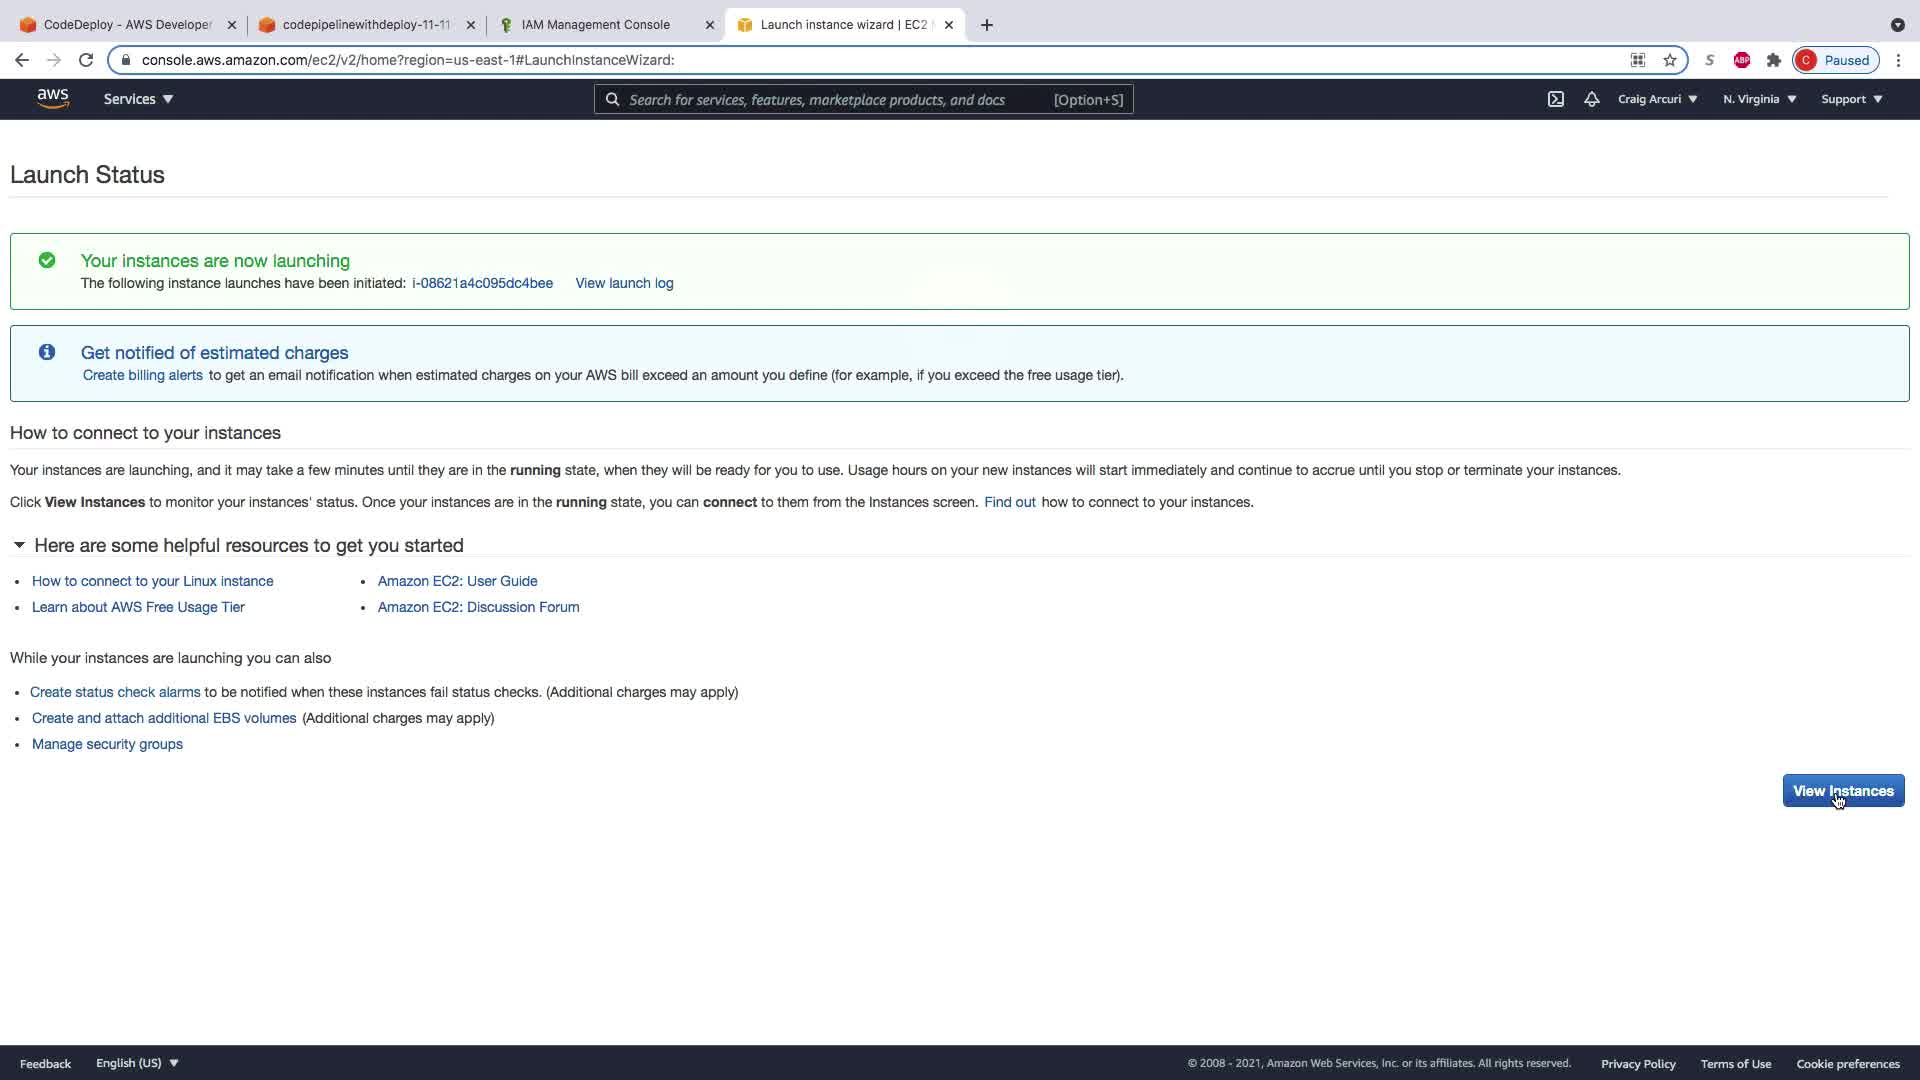 CodeDeploy - AWS Developer
codepipelinewithdeploy-11-11
IAM Management Console
Launch instance wizard | EC2
console.aws.amazon.com/ec2/v2/home?region=us-east-1#LaunchInstanceWizard:
S
ABP
C
Paused
aws
Services
Search for services, features, marketplace products, and docs
[Option+S]
Craig Arcuri
N. Virginia
Support
Launch Status
Your instances are now launching
The following instance launches have been initiated: i-08621a4c095dc4bee View launch log
Get notified of estimated charges
Create billing alerts to get an email notification when estimated charges on your AWS bill exceed an amount you define (for example, if you exceed the free usage tier).
How to connect to your instances
Your instances are launching, and it may take a few minutes until they are in the running state, when they will be ready for you to use. Usage hours on your new instances will start immediately and continue to accrue until you stop or terminate your instances.
Click View Instances to monitor your instances' status. Once your instances are in the running state, you can connect to them from the Instances screen. Find out how to connect to your instances.
Here are some helpful resources to get you started
• How to connect to your Linux instance
• Amazon EC2: User Guide
• Learn about AWS Free Usage Tier
• Amazon EC2: Discussion Forum
While your instances are launching you can also
• Create status check alarms to be notified when these instances fail status checks. (Additional charges may apply)
• Create and attach additional EBS volumes (Additional charges may apply)
• Manage security groups
View Instances
Feedback
English (US)
© 2008 - 2021, Amazon Web Services, Inc. or its affiliates. All rights reserved.
Privacy Policy
Terms of Use
Cookie preferences